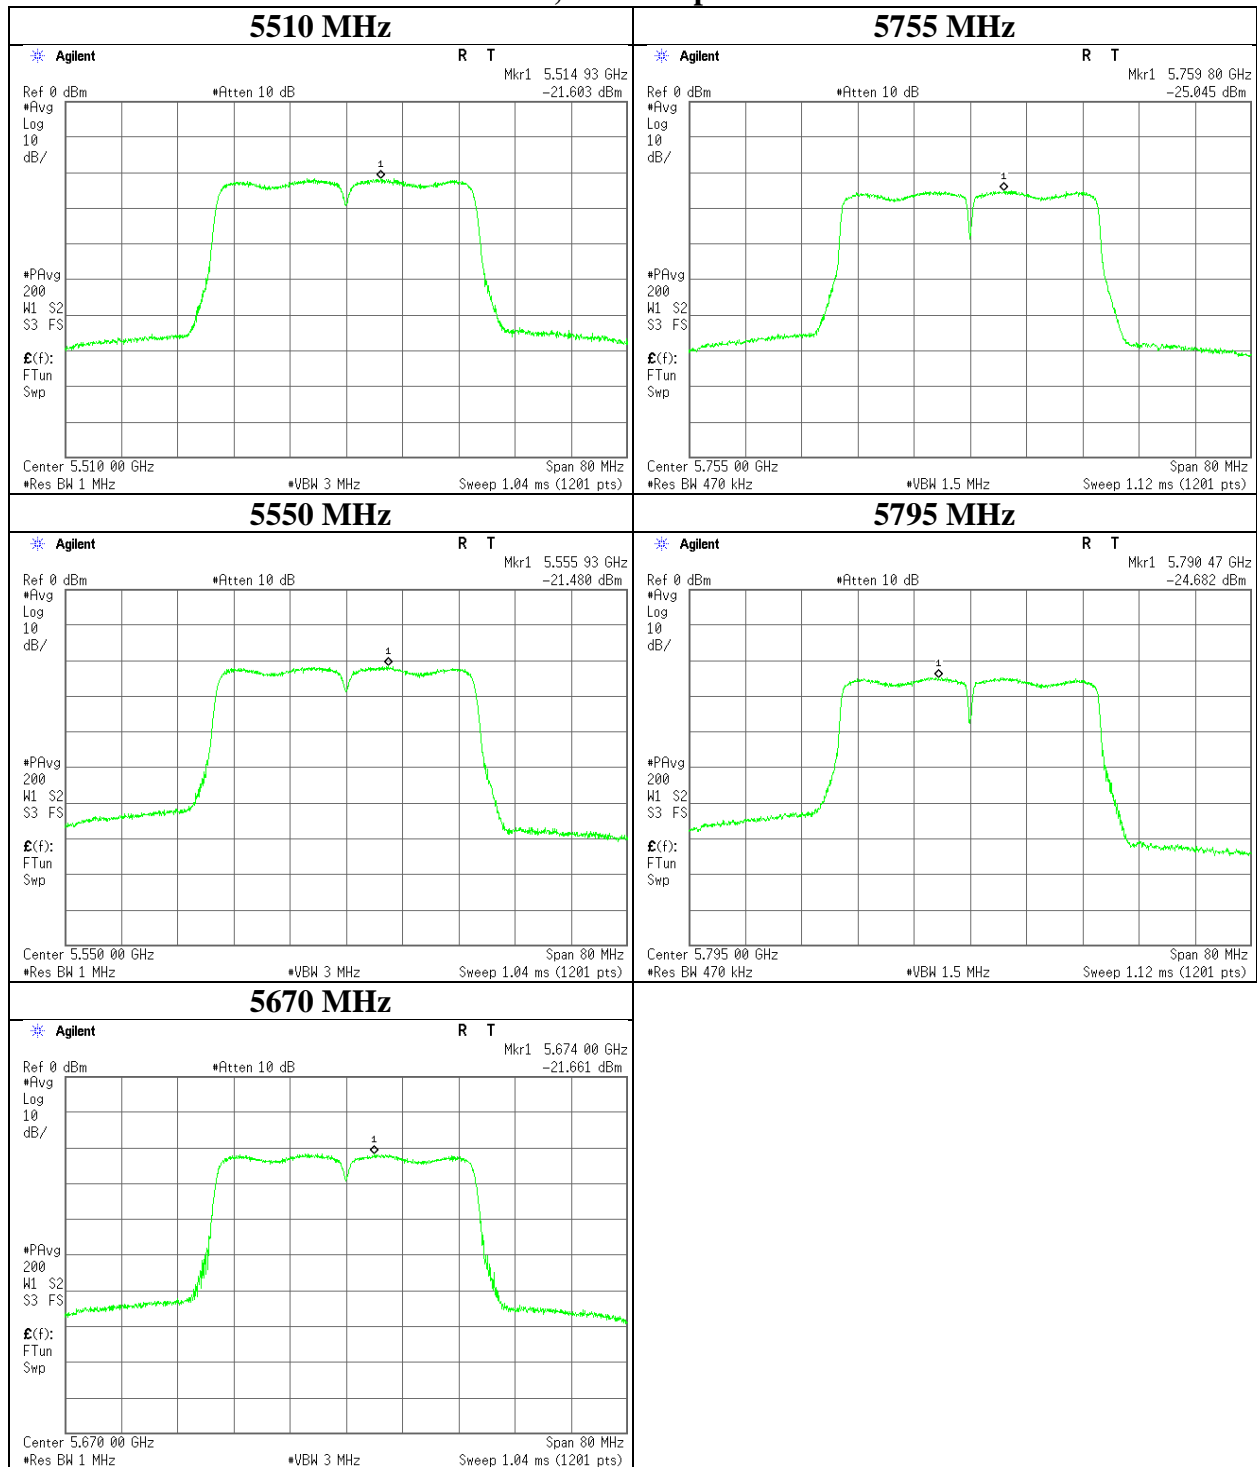 5510 MHz
Agilent
R T
Mkr1 5.514 93 GHz
Ref 0 dBm #Atten 10 dB -21.603 dBm
#Avg
Log
10
dB/
1
#PAvg
200
W1 S2
S3 FS
£(f):
FTun
Swp
Center 5.510 00 GHz Span 80 MHz
#Res BW 1 MHz #VBW 3 MHz Sweep 1.04 ms (1201 pts)
5755 MHz
Agilent
R T
Mkr1 5.759 80 GHz
Ref 0 dBm #Atten 10 dB -25.045 dBm
#Avg
Log
10
dB/
1
#PAvg
200
W1 S2
S3 FS
£(f):
FTun
Swp
Center 5.755 00 GHz Span 80 MHz
#Res BW 470 kHz #VBW 1.5 MHz Sweep 1.12 ms (1201 pts)
5550 MHz
Agilent
R T
Mkr1 5.555 93 GHz
Ref 0 dBm #Atten 10 dB -21.480 dBm
#Avg
Log
10
dB/
1
#PAvg
200
W1 S2
S3 FS
£(f):
FTun
Swp
Center 5.550 00 GHz Span 80 MHz
#Res BW 1 MHz #VBW 3 MHz Sweep 1.04 ms (1201 pts)
5795 MHz
Agilent
R T
Mkr1 5.790 47 GHz
Ref 0 dBm #Atten 10 dB -24.682 dBm
#Avg
Log
10
dB/
1
#PAvg
200
W1 S2
S3 FS
£(f):
FTun
Swp
Center 5.795 00 GHz Span 80 MHz
#Res BW 470 kHz #VBW 1.5 MHz Sweep 1.12 ms (1201 pts)
5670 MHz
Agilent
R T
Mkr1 5.674 00 GHz
Ref 0 dBm #Atten 10 dB -21.661 dBm
#Avg
Log
10
dB/
1
#PAvg
200
W1 S2
S3 FS
£(f):
FTun
Swp
Center 5.670 00 GHz Span 80 MHz
#Res BW 1 MHz #VBW 3 MHz Sweep 1.04 ms (1201 pts)